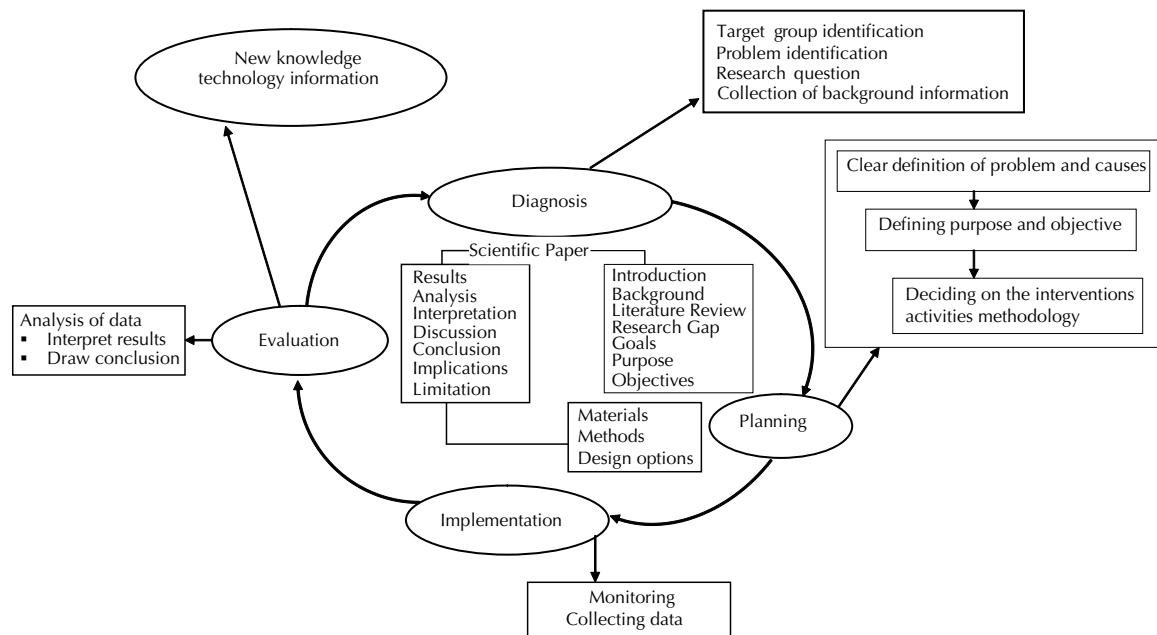 New knowledge
technology information
Target group identification
Problem identification
Research question
Collection of background information
Clear definition of problem and causes
Defining purpose and objective
Deciding on the interventions
activities methodology
Diagnosis
Scientific Paper
Results
Analysis
Interpretation
Discussion
Conclusion
Implications
Limitation
Introduction
Background
Literature Review
Research Gap
Goals
Purpose
Objectives
Materials
Methods
Design options
Analysis of data
▪ Interpret results
▪ Draw conclusion
Evaluation
Planning
Implementation
Monitoring
Collecting data